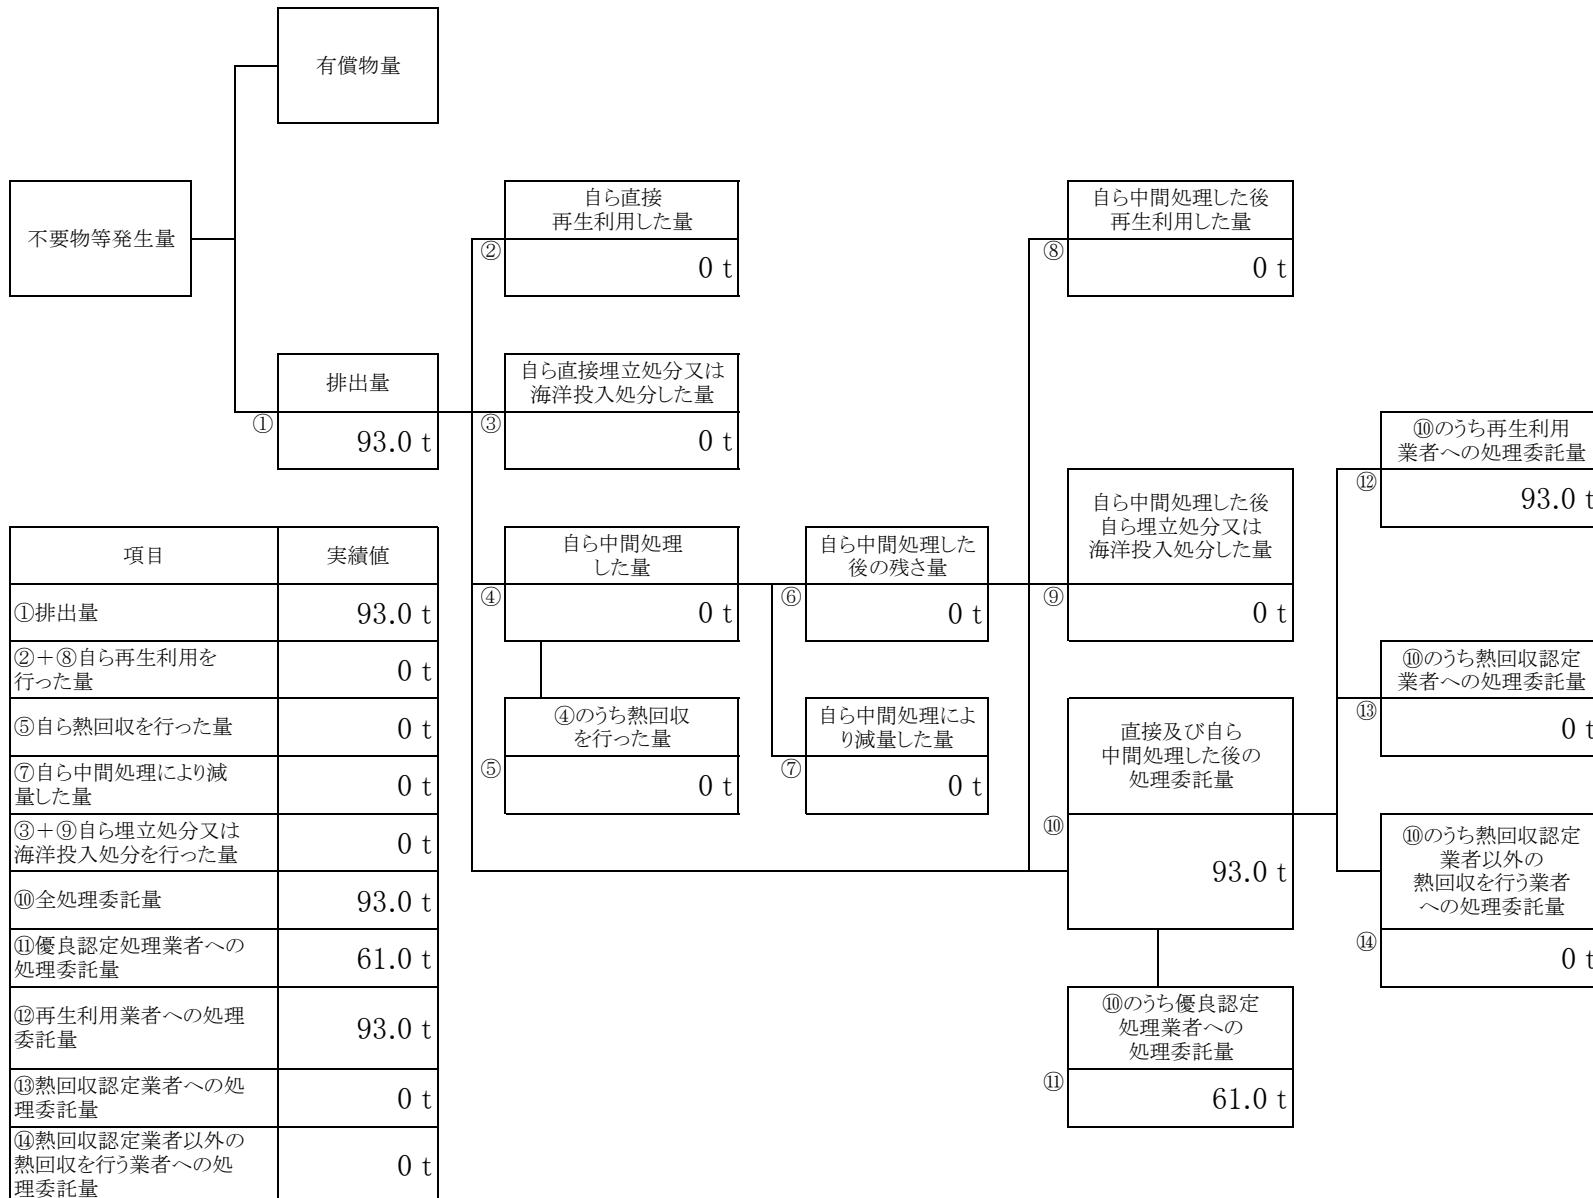 有償物量
不要物等発生量
自ら直接
再生利用した量
②
0 t
自ら中間処理した後
再生利用した量
⑧
0 t
排出量
①
93.0 t
自ら直接埋立処分又は
海洋投入処分した量
③
0 t
⑩のうち再生利用
業者への処理委託量
⑫
93.0 t
自ら中間処理
した量
④
0 t
自ら中間処理した
後の残さ量
⑥
0 t
自ら中間処理した後
自ら埋立処分又は
海洋投入処分した量
⑨
0 t
④のうち熱回収
を行った量
⑤
0 t
自ら中間処理によ
り減量した量
⑦
0 t
直接及び自ら
中間処理した後の
処理委託量
⑩
93.0 t
⑩のうち熱回収認定
業者への処理委託量
⑬
0 t
⑩のうち熱回収認定
業者以外の
熱回収を行う業者
への処理委託量
⑭
0 t
⑩のうち優良認定
処理業者への
処理委託量
⑪
61.0 t
項目 実績値
①排出量 93.0 t
②＋⑧自ら再生利用を
行った量 0 t
⑤自ら熱回収を行った量 0 t
⑦自ら中間処理により減
量した量 0 t
③＋⑨自ら埋立処分又は
海洋投入処分を行った量 0 t
⑩全処理委託量 93.0 t
⑪優良認定処理業者への
処理委託量 61.0 t
⑫再生利用業者への処理
委託量 93.0 t
⑬熱回収認定業者への処
理委託量 0 t
⑭熱回収認定業者以外の
熱回収を行う業者への処
理委託量 0 t